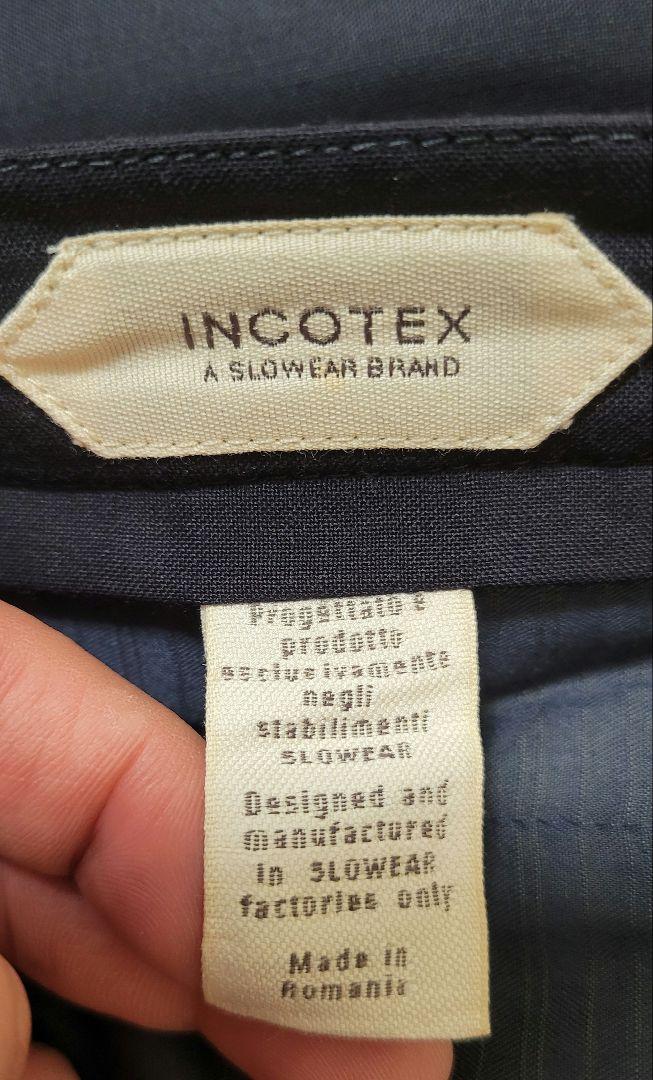 INCOTEX
A SLOWEAR BRAND
Progettato e
prodotto
esclusivamente
negli
stabilimenti
SLOWEAR
Designed and
manufactured
in SLOWEAR
factories only
Made in
Romania